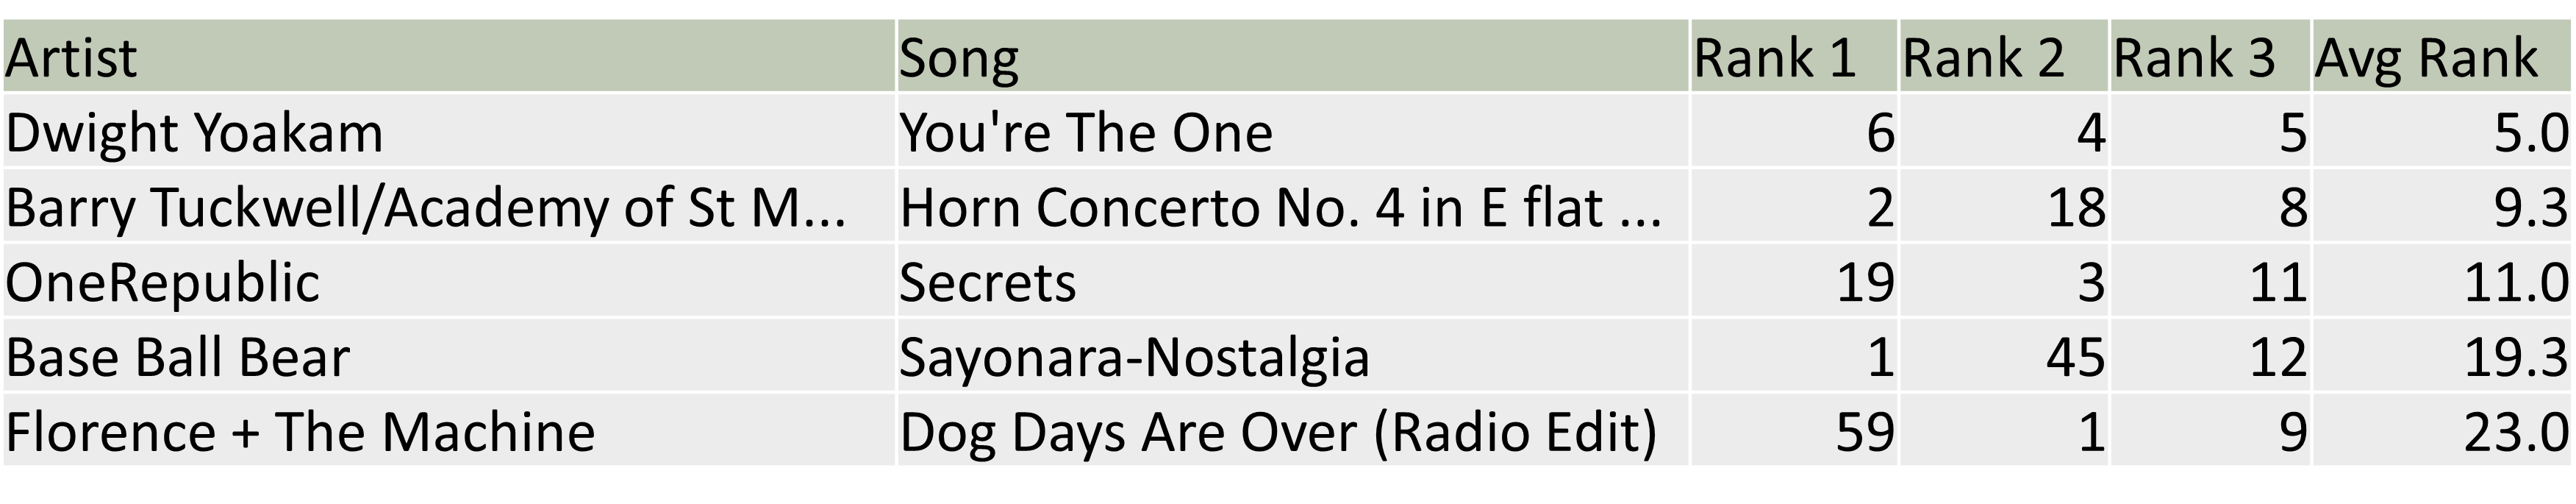 Artist Song Rank 1 Rank 2 Rank 3 Avg Rank
Dwight Yoakam You're The One 6 4 5 5.0
Barry Tuckwell/Academy of St M... Horn Concerto No. 4 in E flat ... 2 18 8 9.3
OneRepublic Secrets 19 3 11 11.0
Base Ball Bear Sayonara-Nostalgia 1 45 12 19.3
Florence + The Machine Dog Days Are Over (Radio Edit) 59 1 9 23.0